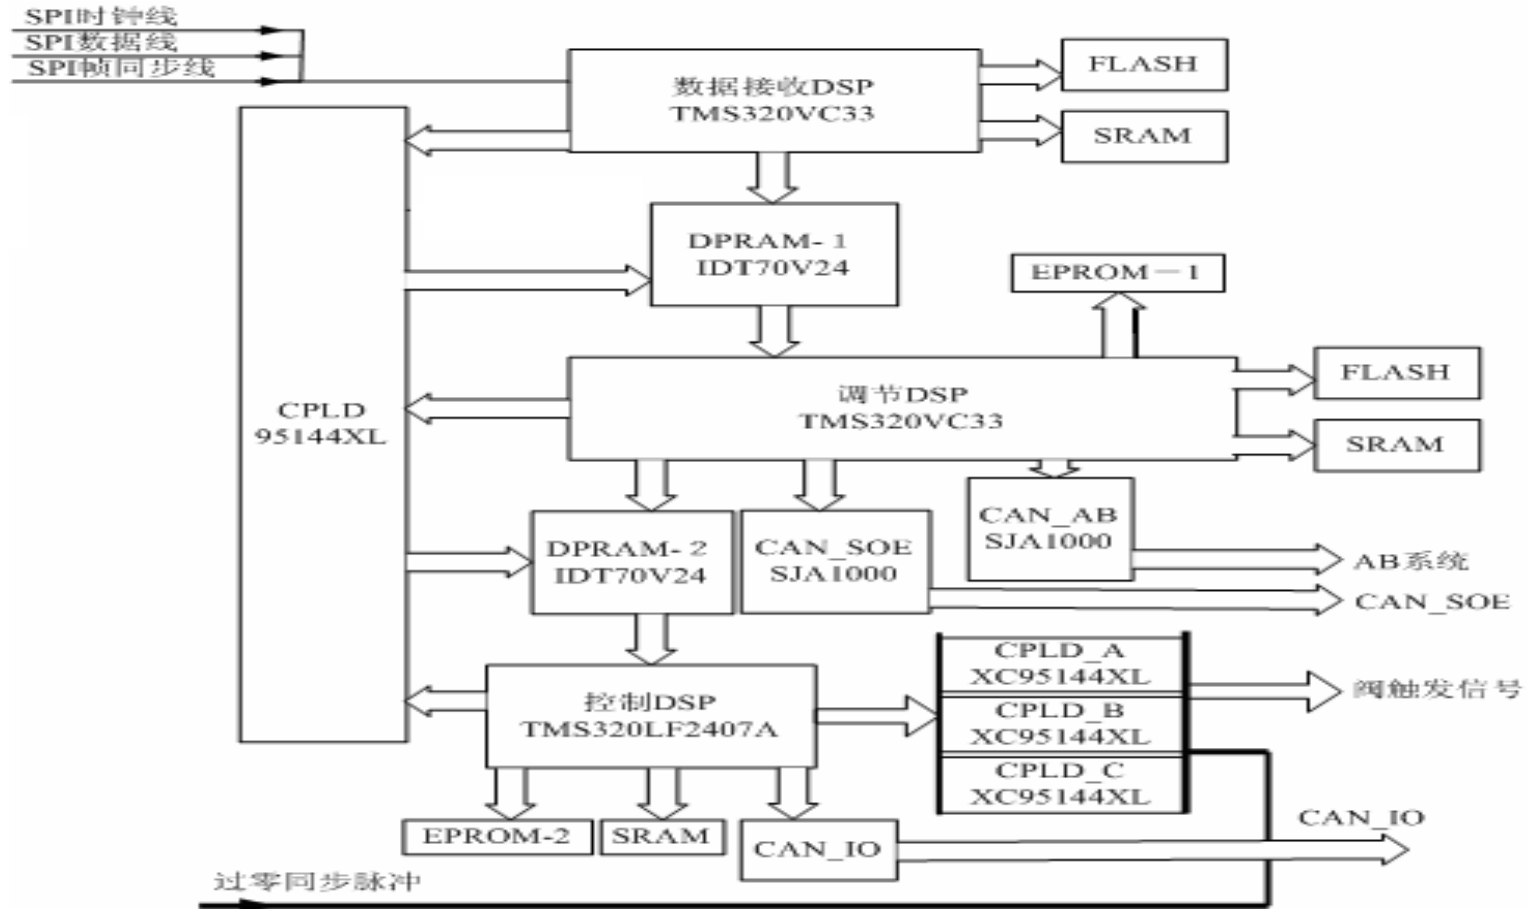 SPI时钟线
SPI数据线
SPI帧同步线
数据接收DSP
TMS320VC33
FLASH
SRAM
DPRAM- 1
IDT70V24
EPROM－1
CPLD
95144XL
调节DSP
TMS320VC33
FLASH
SRAM
DPRAM- 2
IDT70V24
CAN_SOE
SJA1000
CAN_AB
SJA1000
AB系统
CAN_SOE
控制DSP
TMS320LF2407A
CPLD_A
XC95144XL
CPLD_B
XC95144XL
CPLD_C
XC95144XL
阀触发信号
EPROM-2
SRAM
CAN_IO
CAN_IO
过零同步脉冲